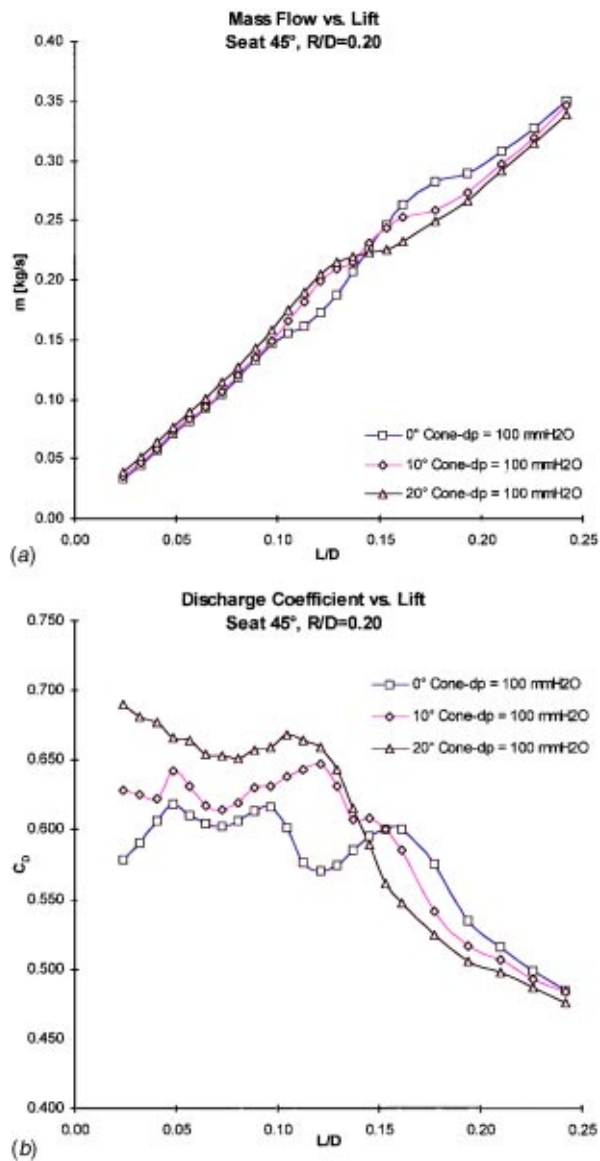 Mass Flow vs. Lift
Seat 45°, R/D=0.20
0.40
0.35
0.30
0.25
0.20
0.15
0.10
0.05
0.00
m [kg/s]
0° Cone-dp = 100 mmH2O
10° Cone-dp = 100 mmH2O
20° Cone-dp = 100 mmH2O
0.00 0.05 0.10 0.15 0.20 0.25
L/D
(a)
Discharge Coefficient vs. Lift
Seat 45°, R/D=0.20
0.750
0.700
0.650
0.600
0.550
0.500
0.450
0.400
C_D
0° Cone-dp = 100 mmH2O
10° Cone-dp = 100 mmH2O
20° Cone-dp = 100 mmH2O
0.00 0.05 0.10 0.15 0.20 0.25
L/D
(b)